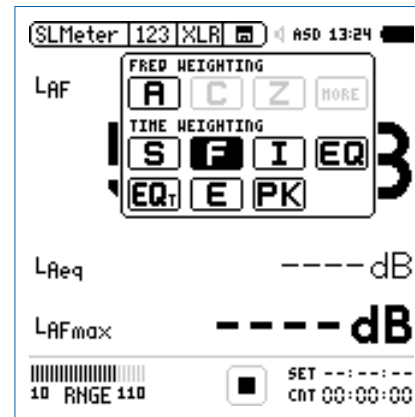 SLMeter 123 XLR ASD 13:24
FREQ WEIGHTING
LAF
A C Z MORE
TIME WEIGHTING
S F I EQ
EQT E PK
LAeq ----dB
LAFmax ----dB
10 RNGE 110
SET --:--:--
CNT 00:00:00